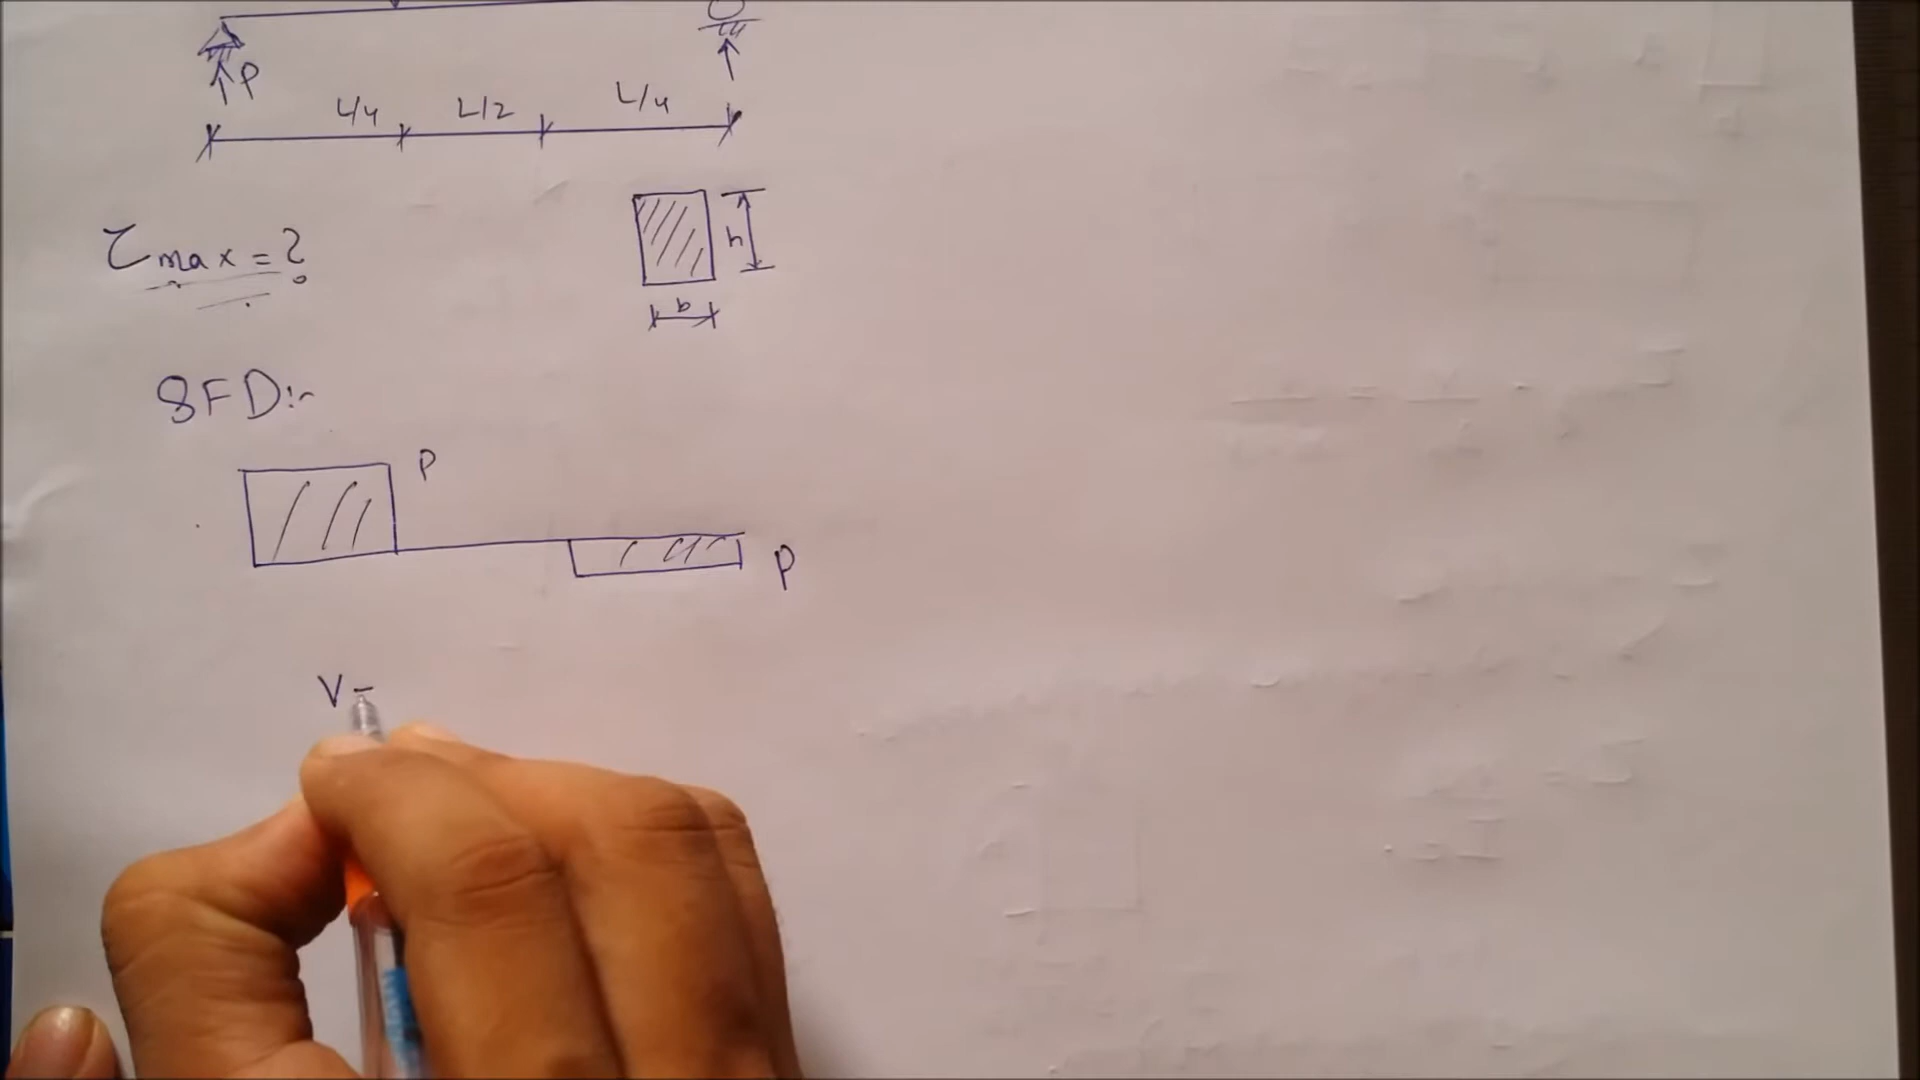 P
L/4 L/2 L/4
τmax = ?
h
b
SFD:-
P
P
V =